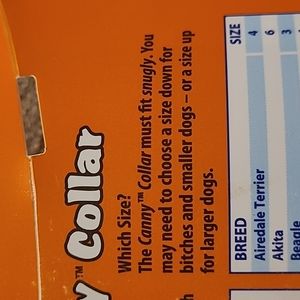 y™ Collar
Which Size?
The Canny™ Collar must fit snugly. You
may need to choose a size down for
bitches and smaller dogs – or a size up
for larger dogs.
BREED SIZE
Airedale Terrier 4
Akita 6
Beagle 3